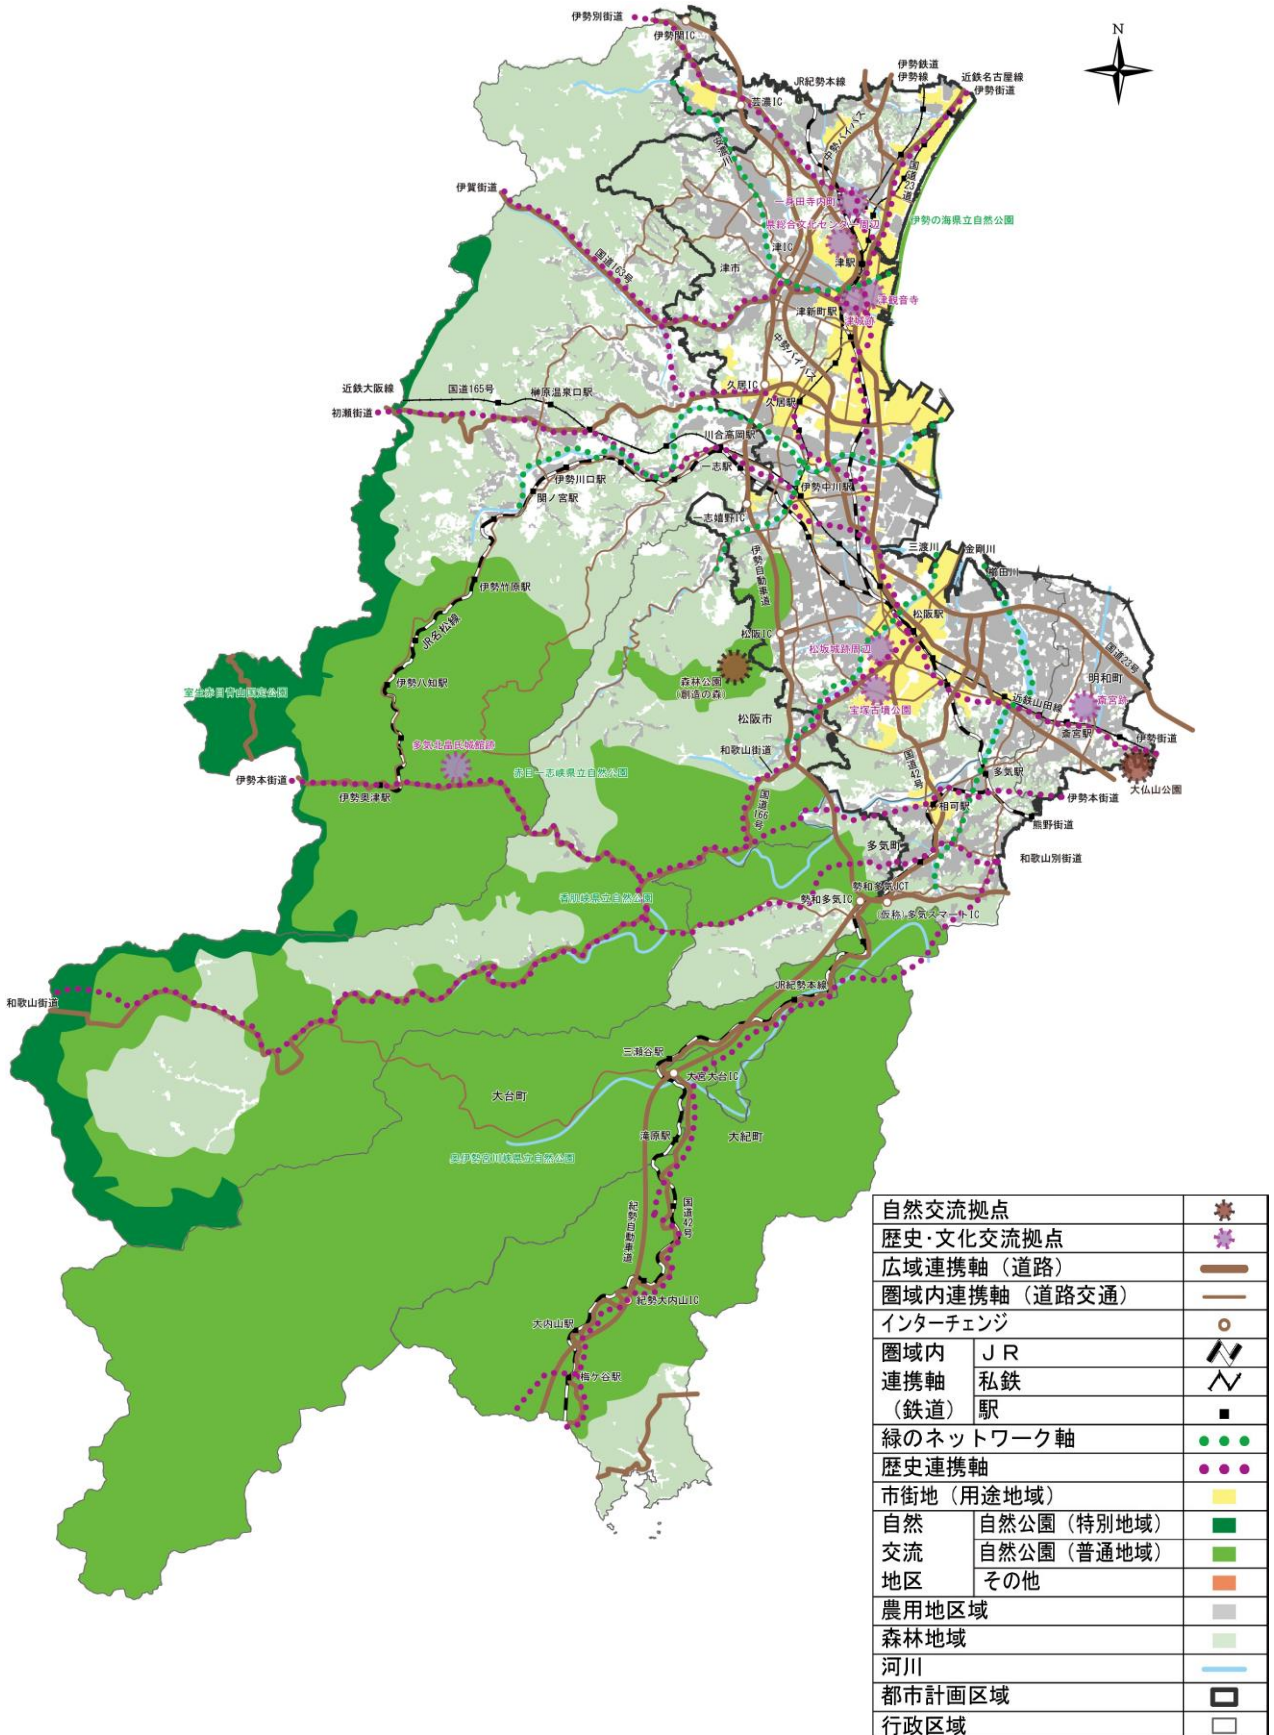 伊勢別街道
伊勢関IC
N
伊勢鉄道
伊勢線
JR紀勢本線
近鉄名古屋線
伊勢街道
芸濃IC
中勢バイパス
安濃川
国道23号
伊賀街道
一身田寺内町
県総合文化センター周辺
伊勢の海県立自然公園
津IC
津駅
国道163号
津市
津観音寺
津新町駅
津城跡
中勢バイパス
近鉄大阪線
国道165号
榊原温泉口駅
久居IC
初瀬街道
久居駅
川合高岡駅
一志駅
伊勢川口駅
伊勢中川駅
関ノ宮駅
一志嬉野IC
三渡川
金剛川
伊勢自動車道
櫛田川
伊勢竹原駅
松阪駅
JR名松線
松阪IC
松坂城跡周辺
国道23号
森林公園
(創造の森)
明和町
伊勢八知駅
室生赤目青山国定公園
近鉄山田線
宝塚古墳公園
斎宮跡
松阪市
斎宮駅
伊勢街道
多気北畠氏城館跡
和歌山街道
国道42号
赤目一志峡県立自然公園
多気駅
伊勢本街道
大仏山公園
伊勢奥津駅
伊勢本街道
国道166号
相可駅
熊野街道
多気町
和歌山別街道
勢和多気JCT
香肌峡県立自然公園
勢和多気IC
(仮称)多気スマートIC
和歌山街道
JR紀勢本線
三瀬谷駅
大宮大台IC
大台町
滝原駅
大紀町
奥伊勢宮川峡県立自然公園
紀勢自動車道
国道42号
紀勢大内山IC
大内山駅
梅ケ谷駅
自然交流拠点
歴史・文化交流拠点
広域連携軸（道路）
圏域内連携軸（道路交通）
インターチェンジ
圏域内 ＪＲ
連携軸 私鉄
（鉄道） 駅
緑のネットワーク軸
歴史連携軸
市街地（用途地域）
自然 自然公園（特別地域）
交流 自然公園（普通地域）
地区 その他
農用地区域
森林地域
河川
都市計画区域
行政区域